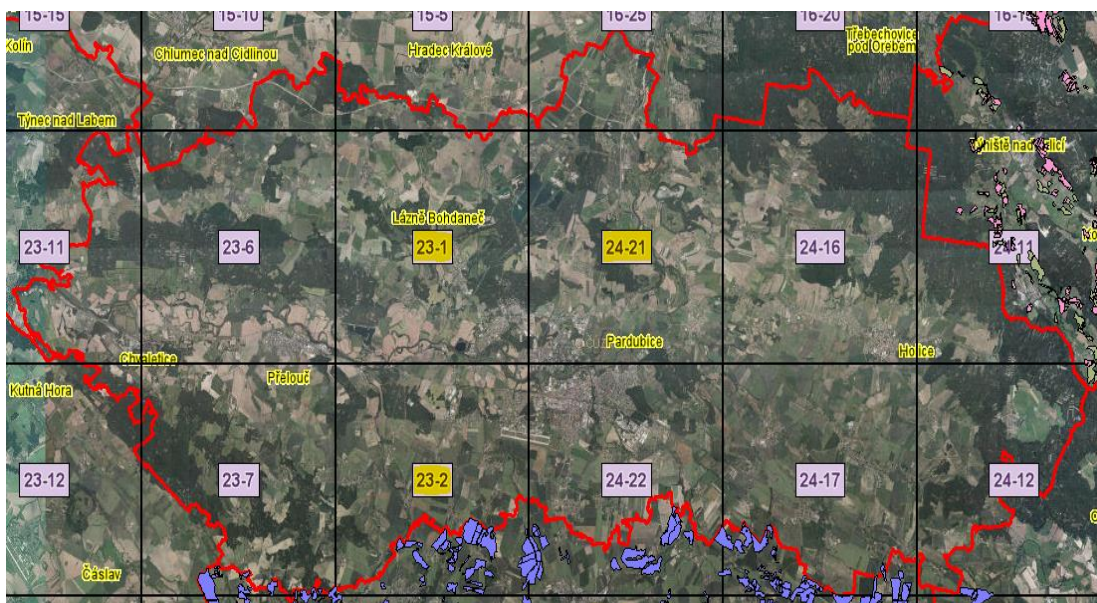 15-15
15-10
15-5
16-25
16-20
Kolín
Chlumec nad Cidlinou
Hradec Králové
Třebechovice
pod Orebem
Týnec nad Labem
Lázně Bohdaneč
23-11
23-6
23-1
24-21
24-16
24-11
Chvaletice
Pardubice
Holice
Kutná Hora
Přelouč
23-12
23-7
23-2
24-22
24-17
24-12
Čáslav